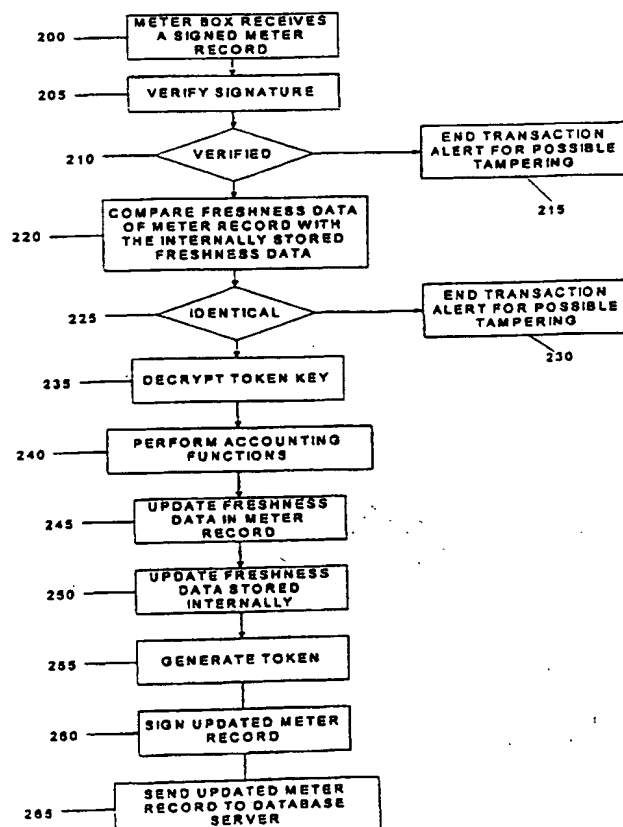 200
METER BOX RECEIVES
A SIGNED METER
RECORD
205
VERIFY SIGNATURE
210
VERIFIED
END TRANSACTION
ALERT FOR POSSIBLE
TAMPERING
215
220
COMPARE FRESHNESS DATA
OF METER RECORD WITH
THE INTERNALLY STORED
FRESHNESS DATA
225
IDENTICAL
END TRANSACTION
ALERT FOR POSSIBLE
TAMPERING
230
235
DECRYPT TOKEN KEY
240
PERFORM ACCOUNTING
FUNCTIONS
245
UPDATE FRESHNESS
DATA IN METER
RECORD
250
UPDATE FRESHNESS
DATA STORED
INTERNALLY
255
GENERATE TOKEN
260
SIGN UPDATED METER
RECORD
265
SEND UPDATED METER
RECORD TO DATABASE
SERVER